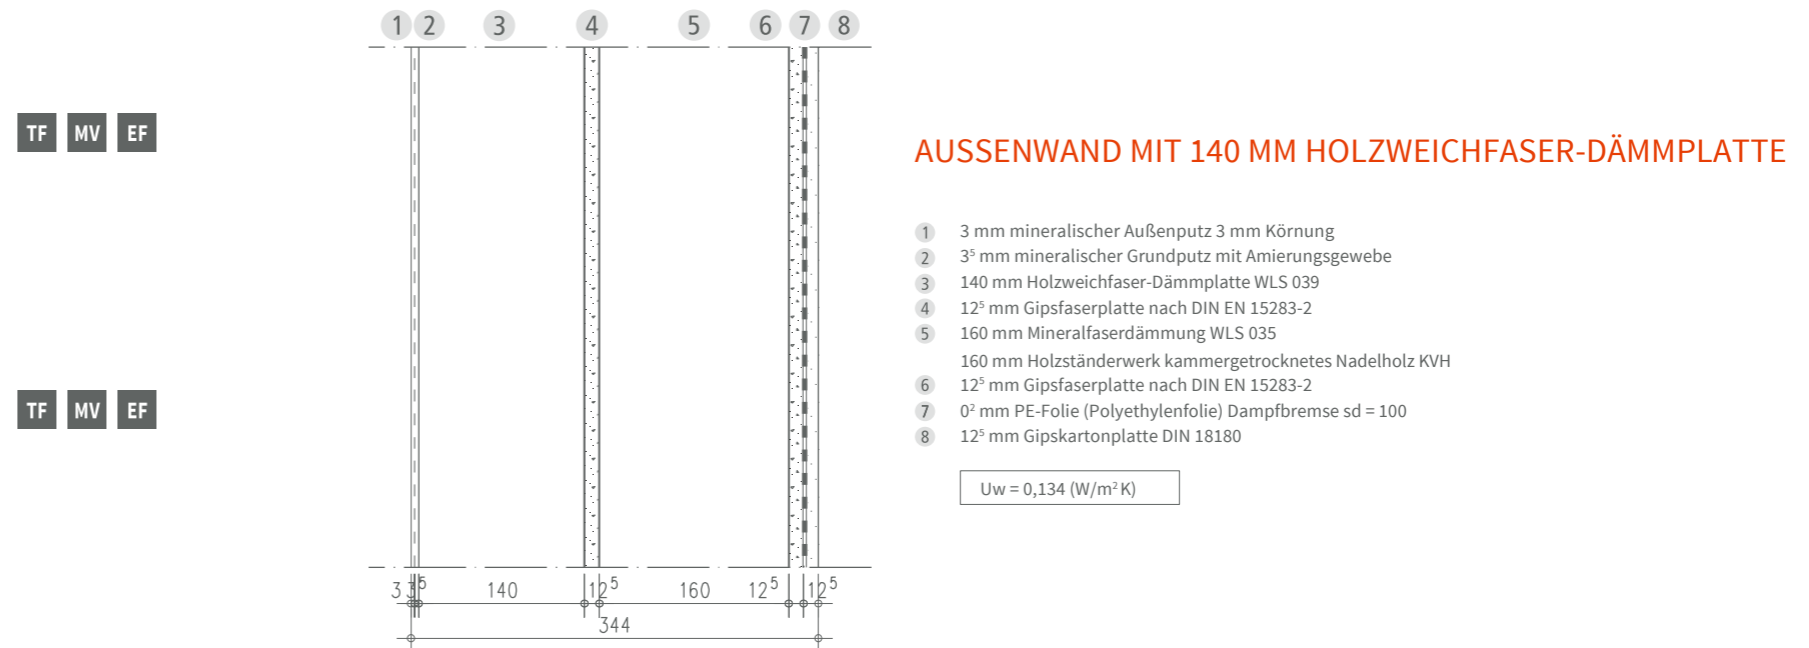 1 2 3 4 5 6 7 8
TF MV EF
AUSSENWAND MIT 140 MM HOLZWEICHFASER-DÄMMPLATTE
1 3 mm mineralischer Außenputz 3 mm Körnung
2 3⁵ mm mineralischer Grundputz mit Amierungsgewebe
3 140 mm Holzweichfaser-Dämmplatte WLS 039
4 12⁵ mm Gipsfaserplatte nach DIN EN 15283-2
5 160 mm Mineralfaserdämmung WLS 035
160 mm Holzständerwerk kammergetrocknetes Nadelholz KVH
6 12⁵ mm Gipsfaserplatte nach DIN EN 15283-2
7 0² mm PE-Folie (Polyethylenfolie) Dampfbremse sd = 100
8 12⁵ mm Gipskartonplatte DIN 18180
TF MV EF
Uw = 0,134 (W/m² K)
3 3⁵ 140 12⁵ 160 12⁵ 12⁵
344